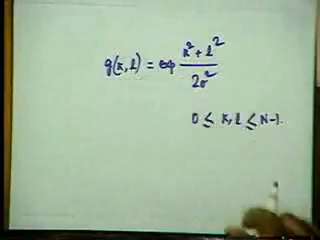 g(k,l) = exp (k² + l²) / 2σ²
0 ≤ k, l ≤ N-1.